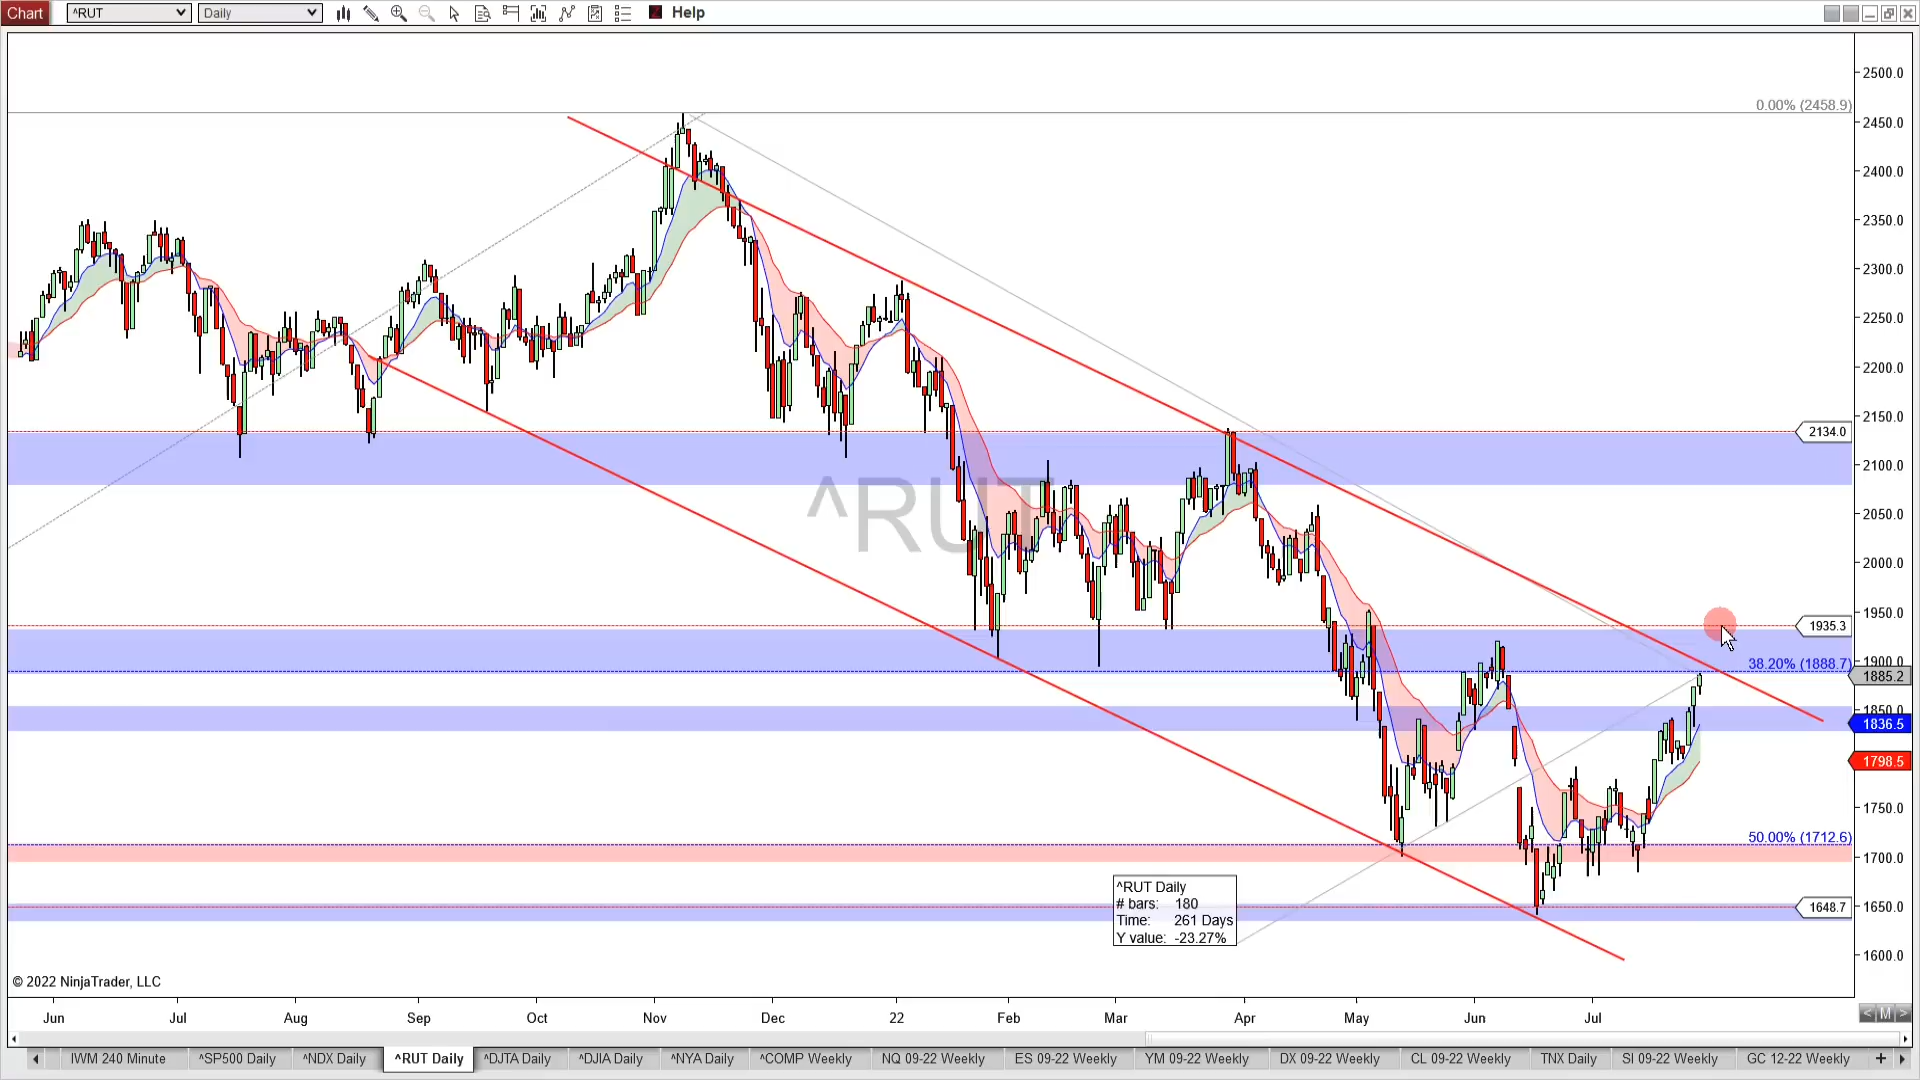 Chart ^RUT Daily Help
2500.0
0.00% (2458.9)
2450.0
2400.0
2350.0
2300.0
2250.0
2200.0
2150.0
2134.0
2100.0
^RUT
2050.0
2000.0
1950.0
1935.3
1900.0
38.20% (1888.7)
1885.2
1850.0
1836.5
1798.5
1750.0
50.00% (1712.6)
1700.0
^RUT Daily
# bars: 180
Time: 261 Days
Y value: -23.27%
1648.7
1650.0
1600.0
© 2022 NinjaTrader, LLC
Jun Jul Aug Sep Oct Nov Dec 22 Feb Mar Apr May Jun Jul
< M >
IWM 240 Minute ^SP500 Daily ^NDX Daily ^RUT Daily ^DJTA Daily ^DJIA Daily ^NYA Daily ^COMP Weekly NQ 09-22 Weekly ES 09-22 Weekly YM 09-22 Weekly DX 09-22 Weekly CL 09-22 Weekly TNX Daily SI 09-22 Weekly GC 12-22 Weekly +